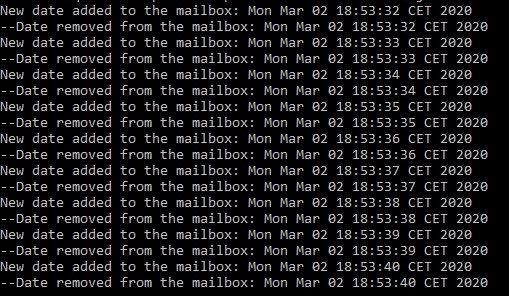 New date added to the mailbox: Mon Mar 02 18:53:32 CET 2020
--Date removed from the mailbox: Mon Mar 02 18:53:32 CET 2020
New date added to the mailbox: Mon Mar 02 18:53:33 CET 2020
--Date removed from the mailbox: Mon Mar 02 18:53:33 CET 2020
New date added to the mailbox: Mon Mar 02 18:53:34 CET 2020
--Date removed from the mailbox: Mon Mar 02 18:53:34 CET 2020
New date added to the mailbox: Mon Mar 02 18:53:35 CET 2020
--Date removed from the mailbox: Mon Mar 02 18:53:35 CET 2020
New date added to the mailbox: Mon Mar 02 18:53:36 CET 2020
--Date removed from the mailbox: Mon Mar 02 18:53:36 CET 2020
New date added to the mailbox: Mon Mar 02 18:53:37 CET 2020
--Date removed from the mailbox: Mon Mar 02 18:53:37 CET 2020
New date added to the mailbox: Mon Mar 02 18:53:38 CET 2020
--Date removed from the mailbox: Mon Mar 02 18:53:38 CET 2020
New date added to the mailbox: Mon Mar 02 18:53:39 CET 2020
--Date removed from the mailbox: Mon Mar 02 18:53:39 CET 2020
New date added to the mailbox: Mon Mar 02 18:53:40 CET 2020
--Date removed from the mailbox: Mon Mar 02 18:53:40 CET 2020